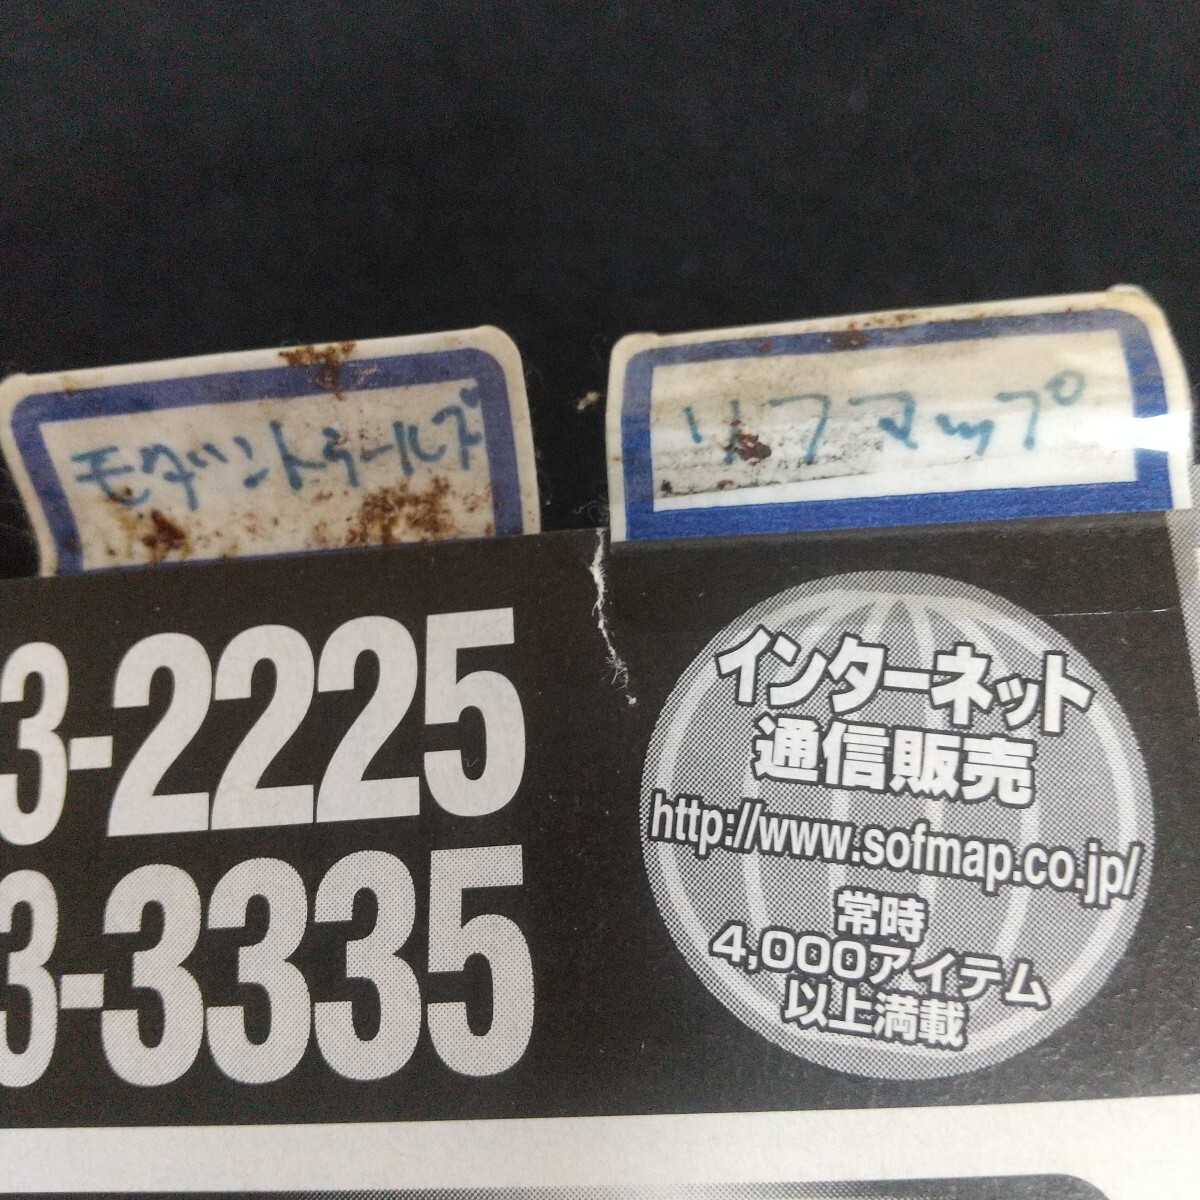 モダントゥールズ
ソフマップ
3-2225
3-3335
インターネット
通信販売
http://www.sofmap.co.jp/
常時
4,000アイテム
以上満載